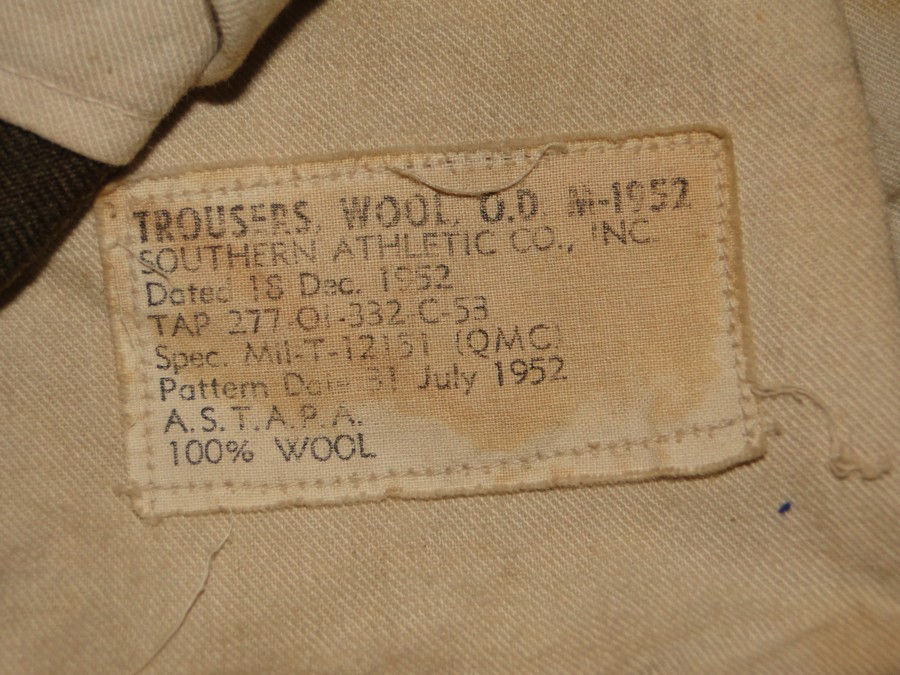 TROUSERS, WOOL, O.D. M-1952
SOUTHERN ATHLETIC CO., INC.
Dated 18 Dec. 1952
TAP 277-OI-332-C-53
Spec. Mil-T-12151 (QMC)
Pattern Date 31 July 1952
A.S.T.A.P.A.
100% WOOL